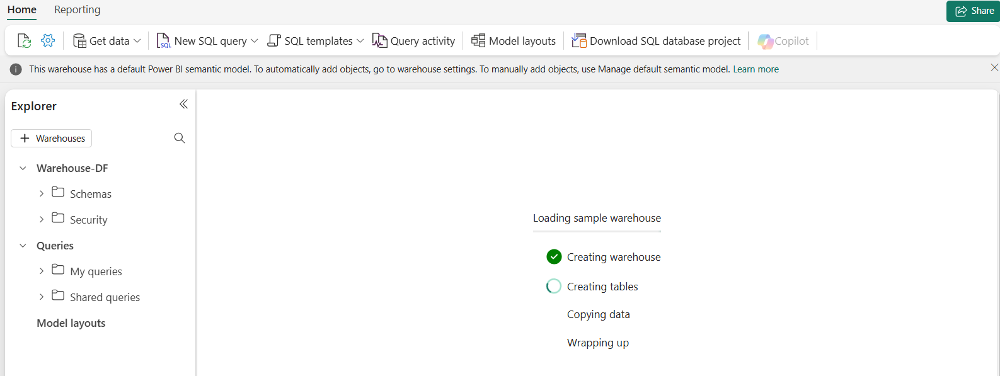 Home Reporting
Share
Get data New SQL query SQL templates Query activity Model layouts Download SQL database project Copilot
This warehouse has a default Power BI semantic model. To automatically add objects, go to warehouse settings. To manually add objects, use Manage default semantic model. Learn more
Explorer
Warehouses
Warehouse-DF
Schemas
Security
Queries
My queries
Shared queries
Model layouts
Loading sample warehouse
Creating warehouse
Creating tables
Copying data
Wrapping up